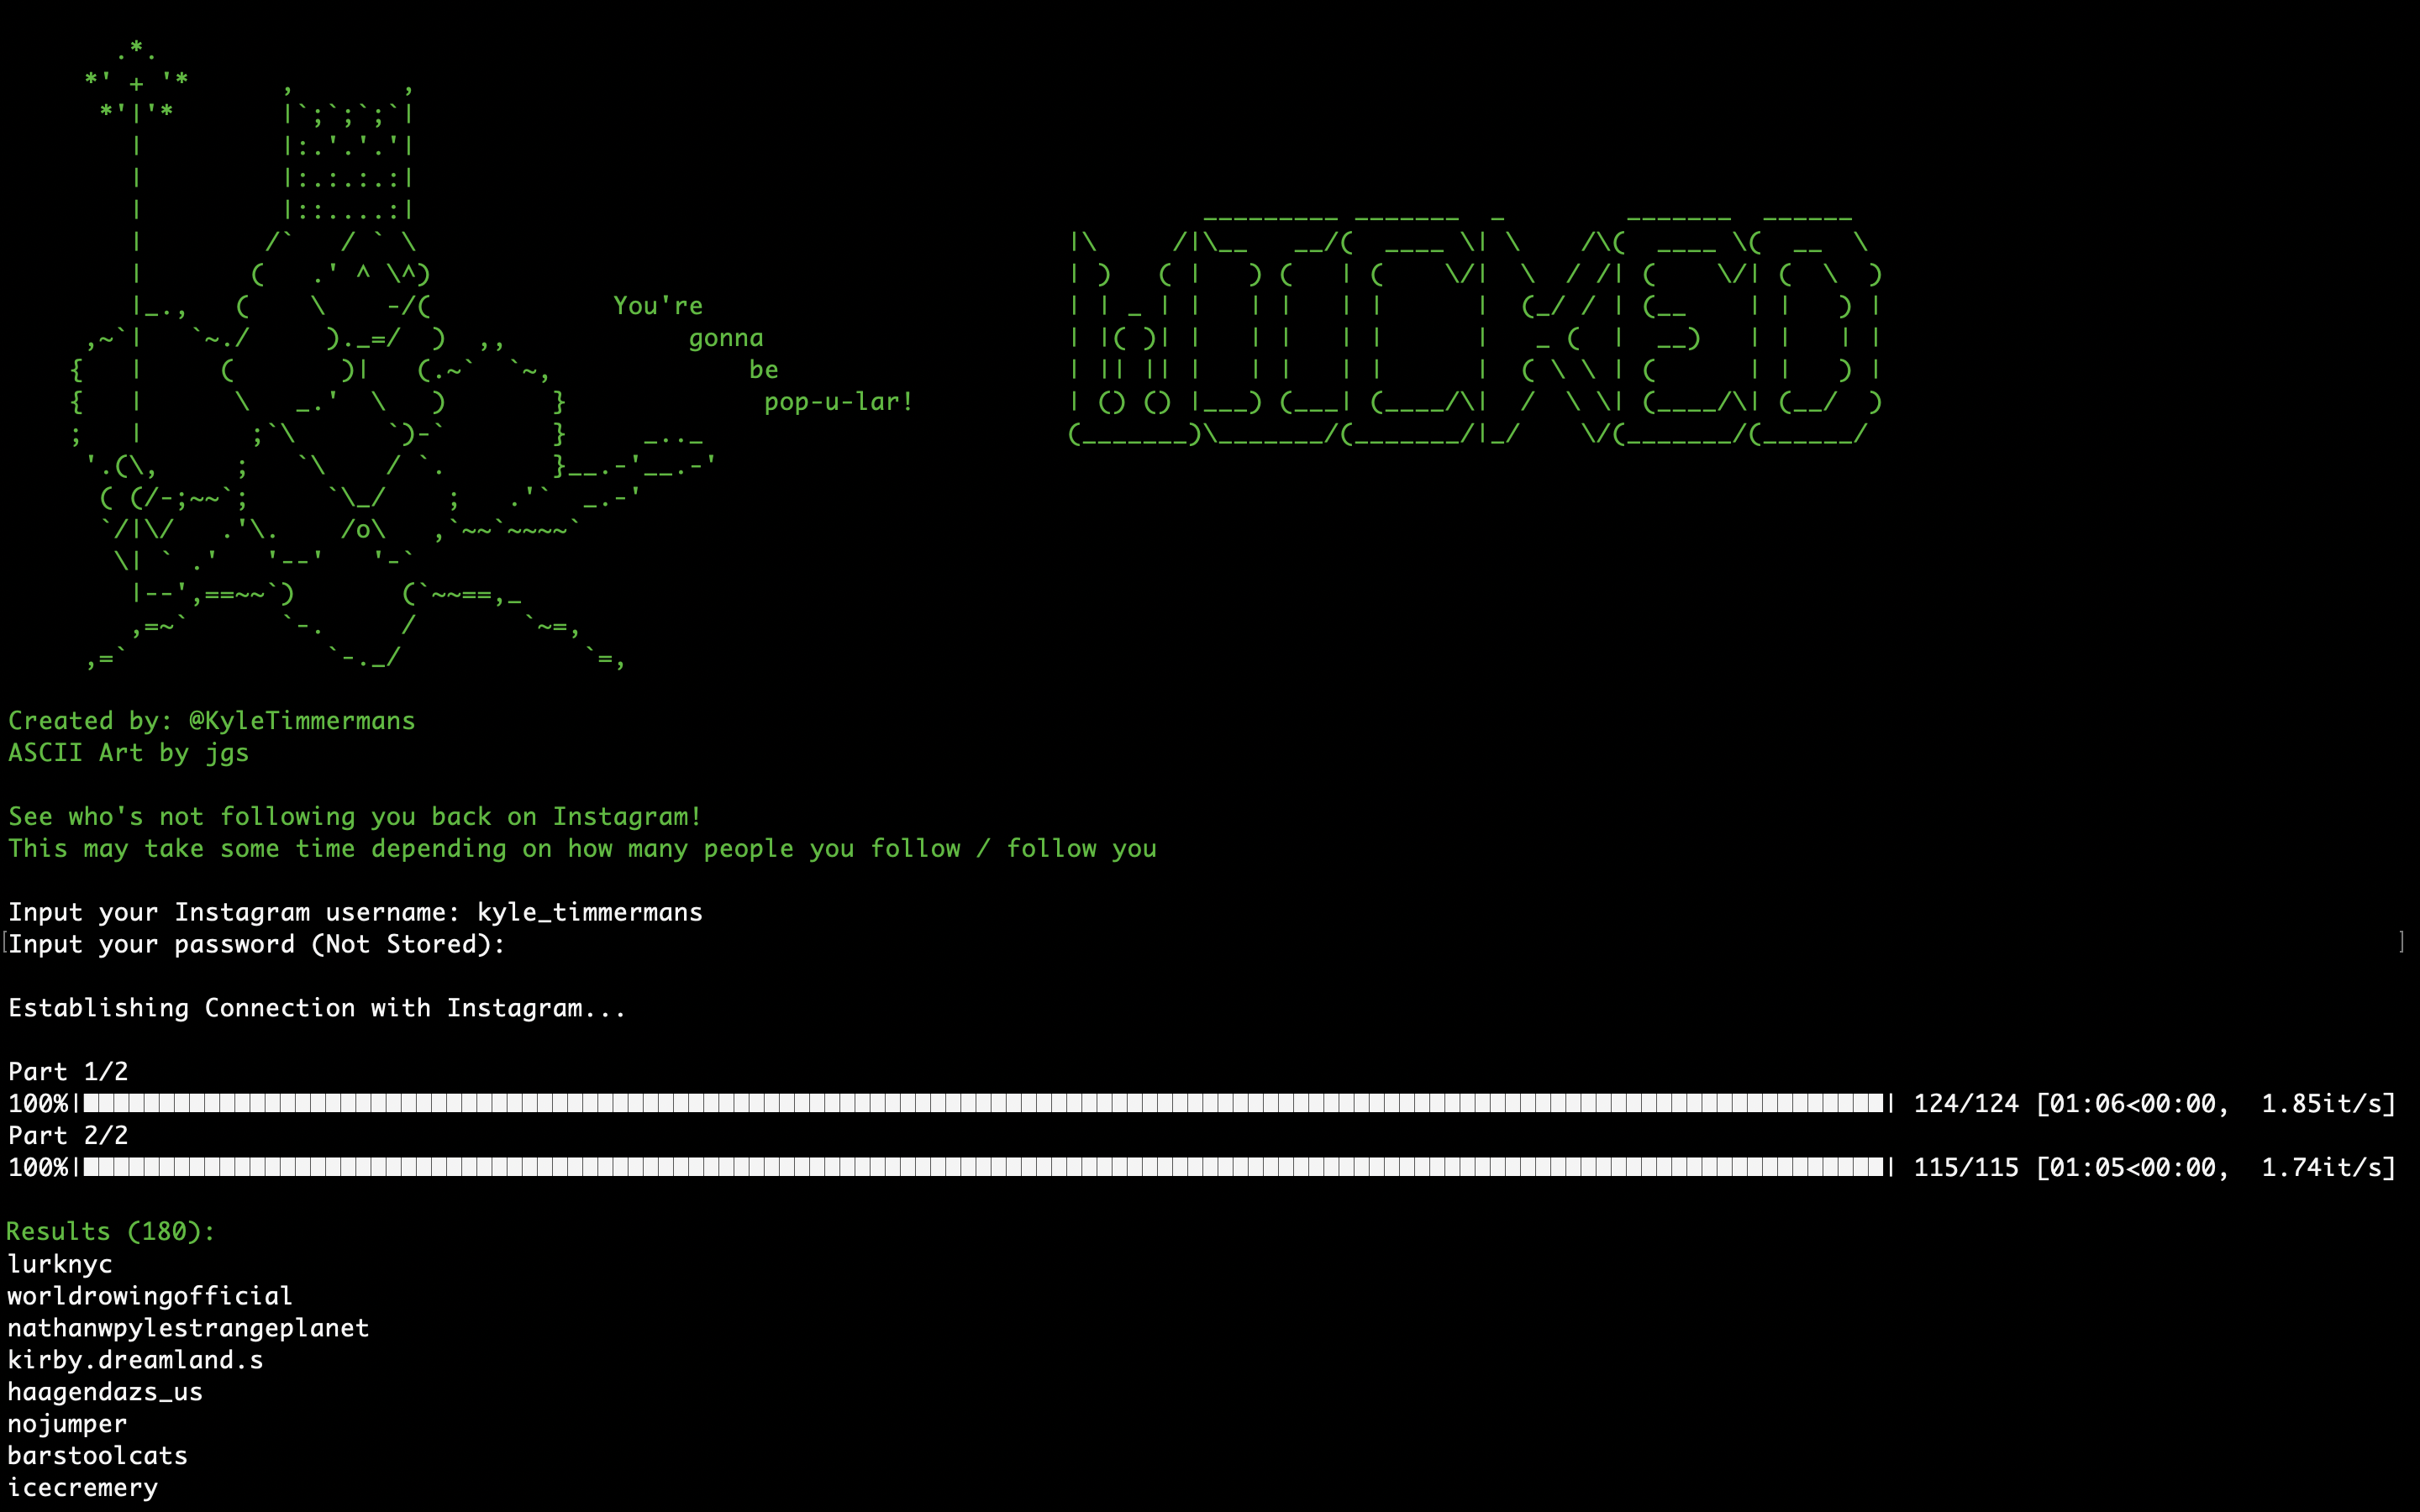 You're
gonna
be
pop-u-lar!
WICKED
Created by: @KyleTimmermans
ASCII Art by jgs
See who's not following you back on Instagram!
This may take some time depending on how many people you follow / follow you
Input your Instagram username: kyle_timmermans
[Input your password (Not Stored): ]
Establishing Connection with Instagram...
Part 1/2
100%| | 124/124 [01:06<00:00, 1.85it/s]
Part 2/2
100%| | 115/115 [01:05<00:00, 1.74it/s]
Results (180):
lurknyc
worldrowingofficial
nathanwpylestrangeplanet
kirby.dreamland.s
haagendazs_us
nojumper
barstoolcats
icecremery